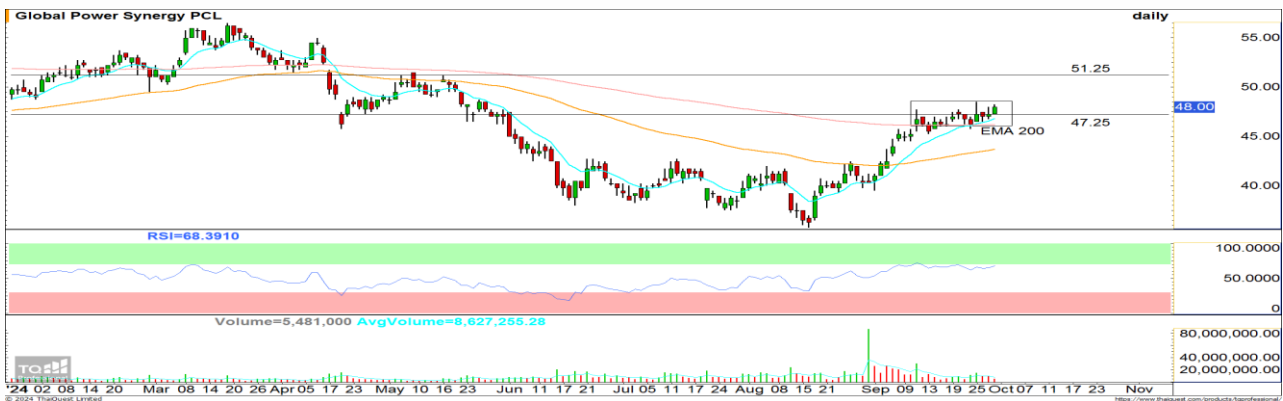 Global Power Synergy PCL daily
55.00
51.25
50.00
48.00
47.25
EMA 200
45.00
40.00
RSI=68.3910
100.0000
50.0000
0
Volume=5,481,000 AvgVolume=8,627,255.28
80,000,000.00
40,000,000.00
20,000,000.00
TQ
'24 02 08 14 20 Mar 08 14 20 26 Apr 05 11 17 23 May 10 16 22 Jun 11 17 21 Jul 05 11 17 23 Aug 08 15 21 Sep 09 13 19 25 Oct 07 11 17 23 Nov
© 2024 ThaiQuest Limited https://www.thaiquest.com/products/tqprofessional/